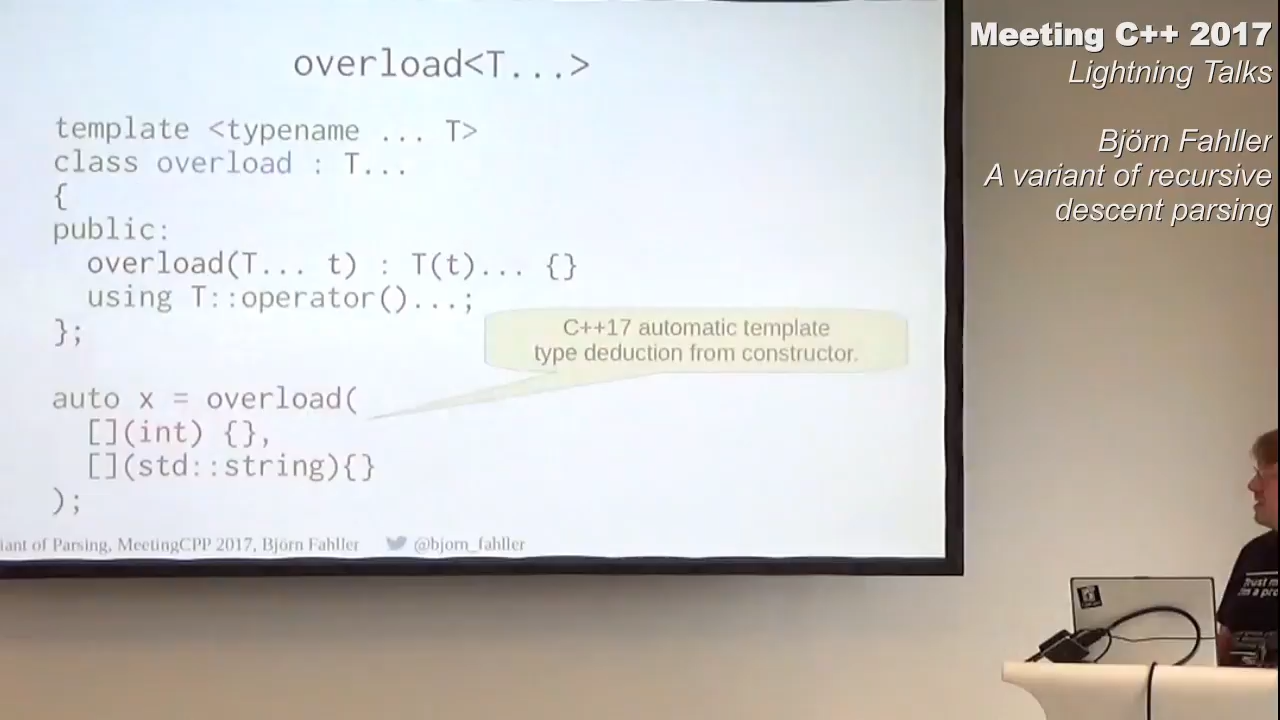 overload<T...>
template <typename ... T>
class overload : T...
{
public:
overload(T... t) : T(t)... {}
using T::operator()...;
};
C++17 automatic template
type deduction from constructor.
auto x = overload(
[](int) {},
[](std::string){}
);
iant of Parsing, MeetingCPP 2017, Björn Fahller @bjorn_fahller
Meeting C++ 2017
Lightning Talks
Björn Fahller
A variant of recursive
descent parsing